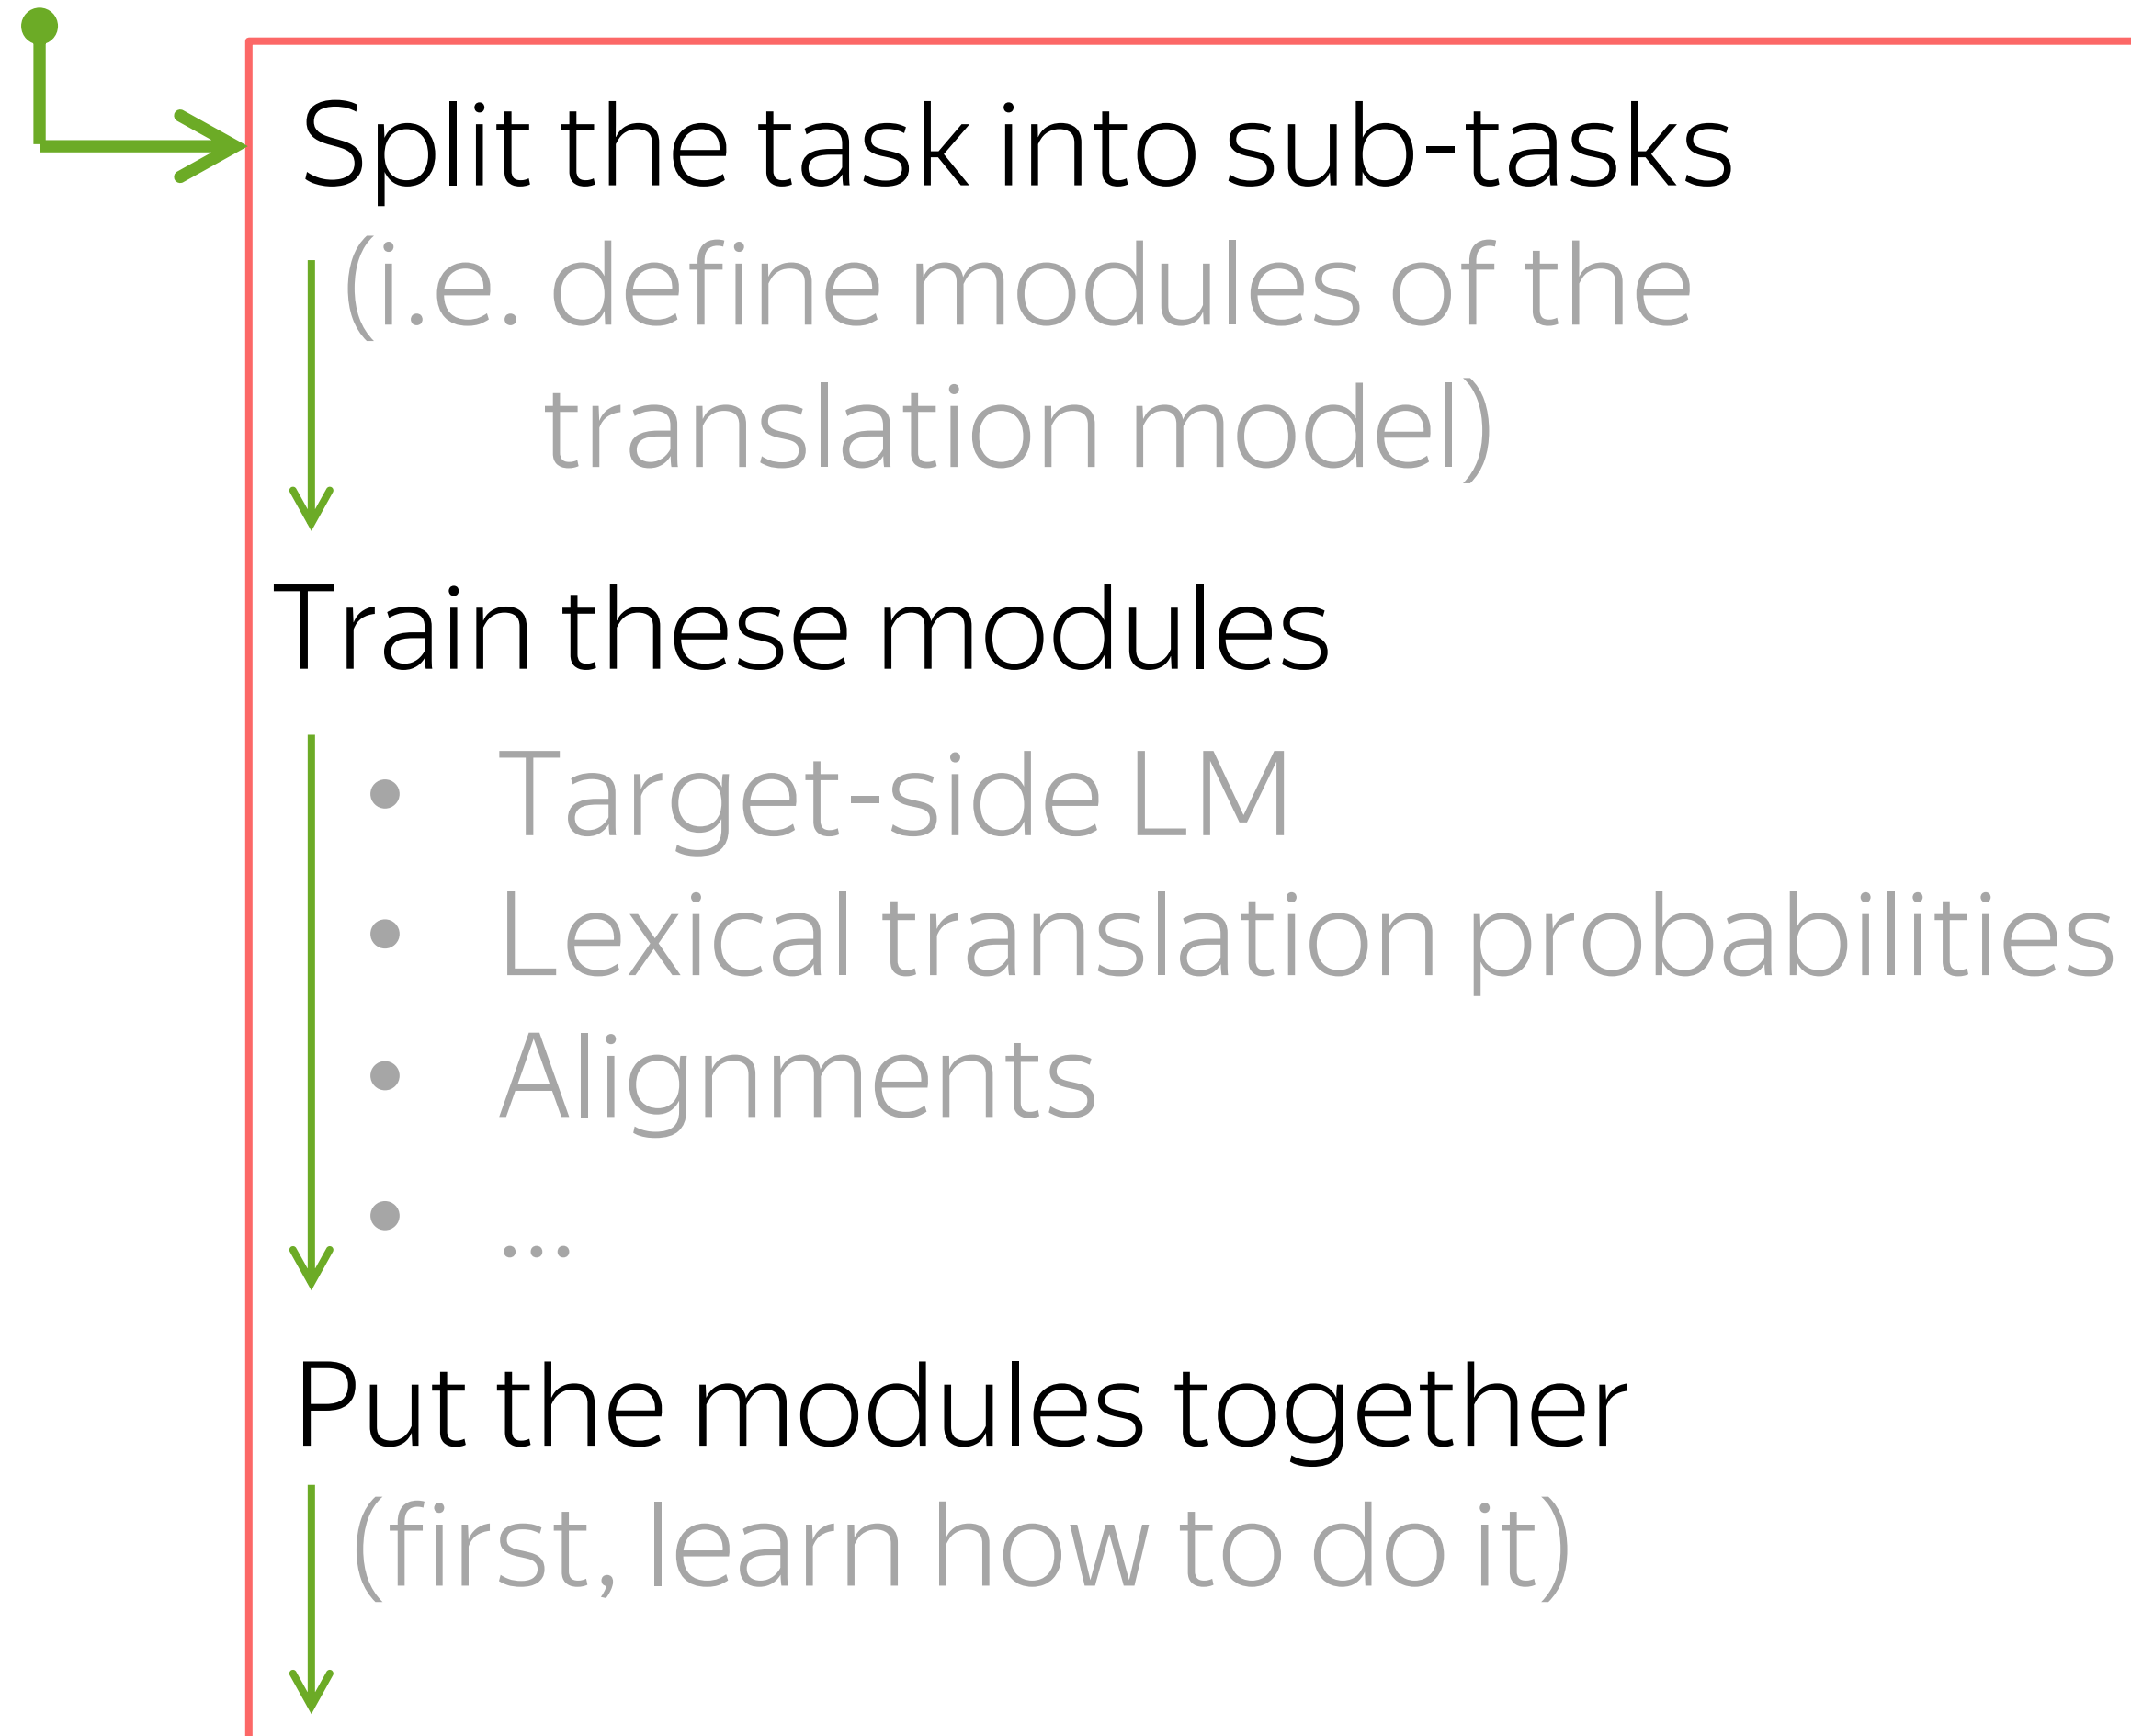 Split the task into sub-tasks
(i.e. define modules of the
translation model)
Train these modules
• Target-side LM
• Lexical translation probabilities
• Alignments
• ...
Put the modules together
(first, learn how to do it)